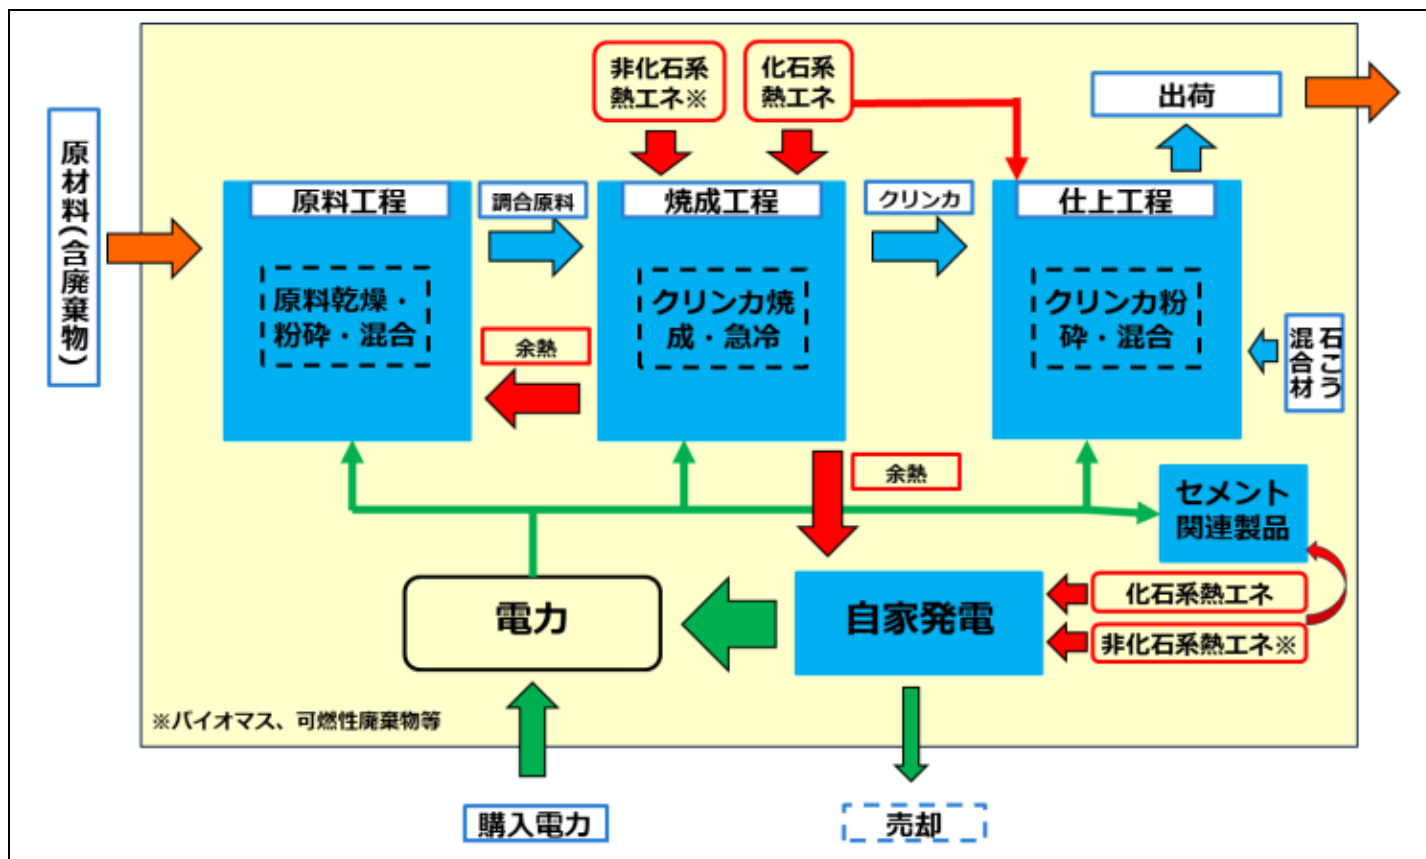 非化石系
熱エネ※
化石系
熱エネ
出荷
原材料(含廃棄物)
原料工程
調合原料
焼成工程
クリンカ
仕上工程
原料乾燥・
粉砕・混合
クリンカ焼
成・急冷
クリンカ粉
砕・混合
余熱
石こう
混合材
余熱
セメント
関連製品
電力
自家発電
化石系熱エネ
非化石系熱エネ※
※バイオマス、可燃性廃棄物等
購入電力
売却